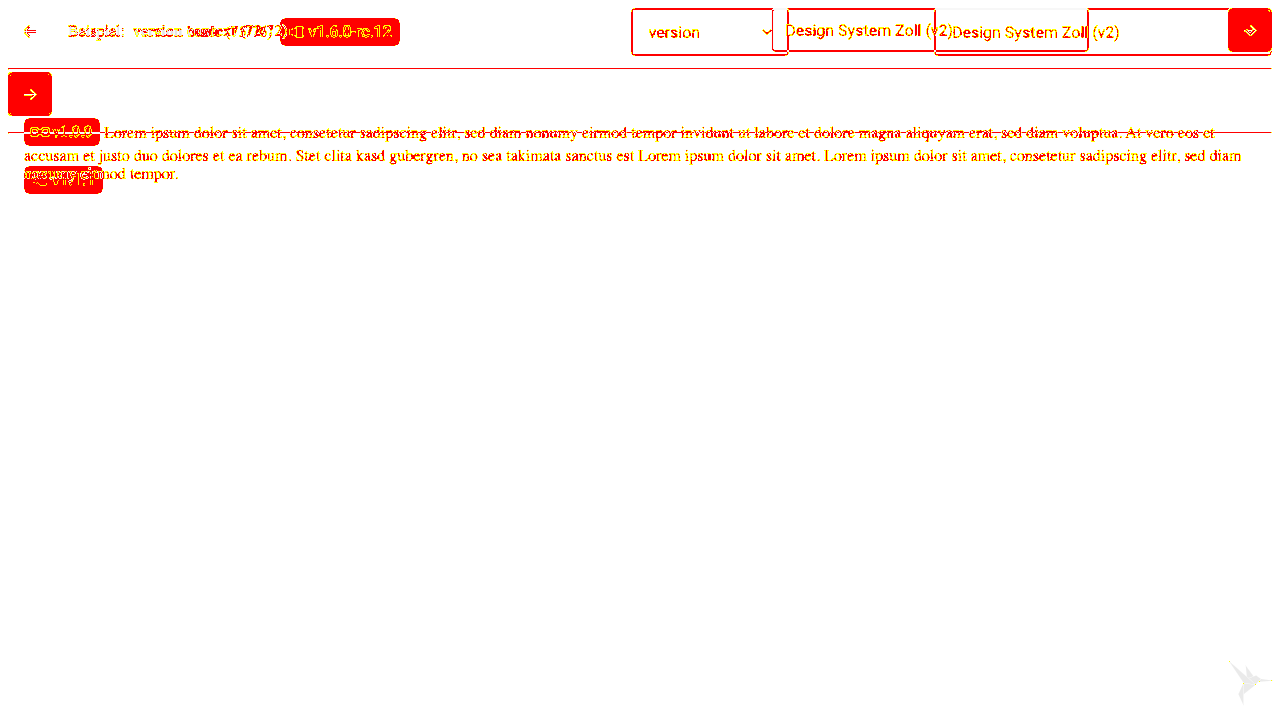 Beispiel: version v1.6.0-rc.12 version Design System Zoll (v2) Design System Zoll (v2)
v1.0.0 Lorem ipsum dolor sit amet, consetetur sadipscing elitr, sed diam nonumy eirmod tempor invidunt ut labore et dolore magna aliquyam erat, sed diam voluptua. At vero eos et
accusam et justo duo dolores et ea rebum. Stet clita kasd gubergren, no sea takimata sanctus est Lorem ipsum dolor sit amet. Lorem ipsum dolor sit amet, consetetur sadipscing elitr, sed diam
nonumy eirmod tempor.